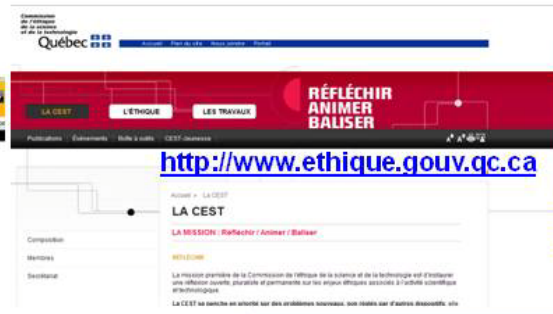 Commission
de l'éthique
de la science
et de la technologie
Québec
Accueil Plan du site Nous joindre Portail
LA CEST L'ÉTHIQUE LES TRAVAUX
RÉFLÉCHIR
ANIMER
BALISER
Publications Événements Boîte à outils CEST-Jeunesse
http://www.ethique.gouv.qc.ca
Accueil > LA CEST
LA CEST
LA MISSION : Réfléchir / Animer / Baliser
Composition
Membres
Secrétariat
RÉFLÉCHIR
La mission première de la Commission de l'éthique de la science et de la technologie est d'instaurer
une réflexion ouverte, pluraliste et permanente sur les enjeux éthiques associés à l'activité scientifique
et technologique.
La CEST se penche en priorité sur des problèmes nouveaux, non réglés par d'autres dispositifs